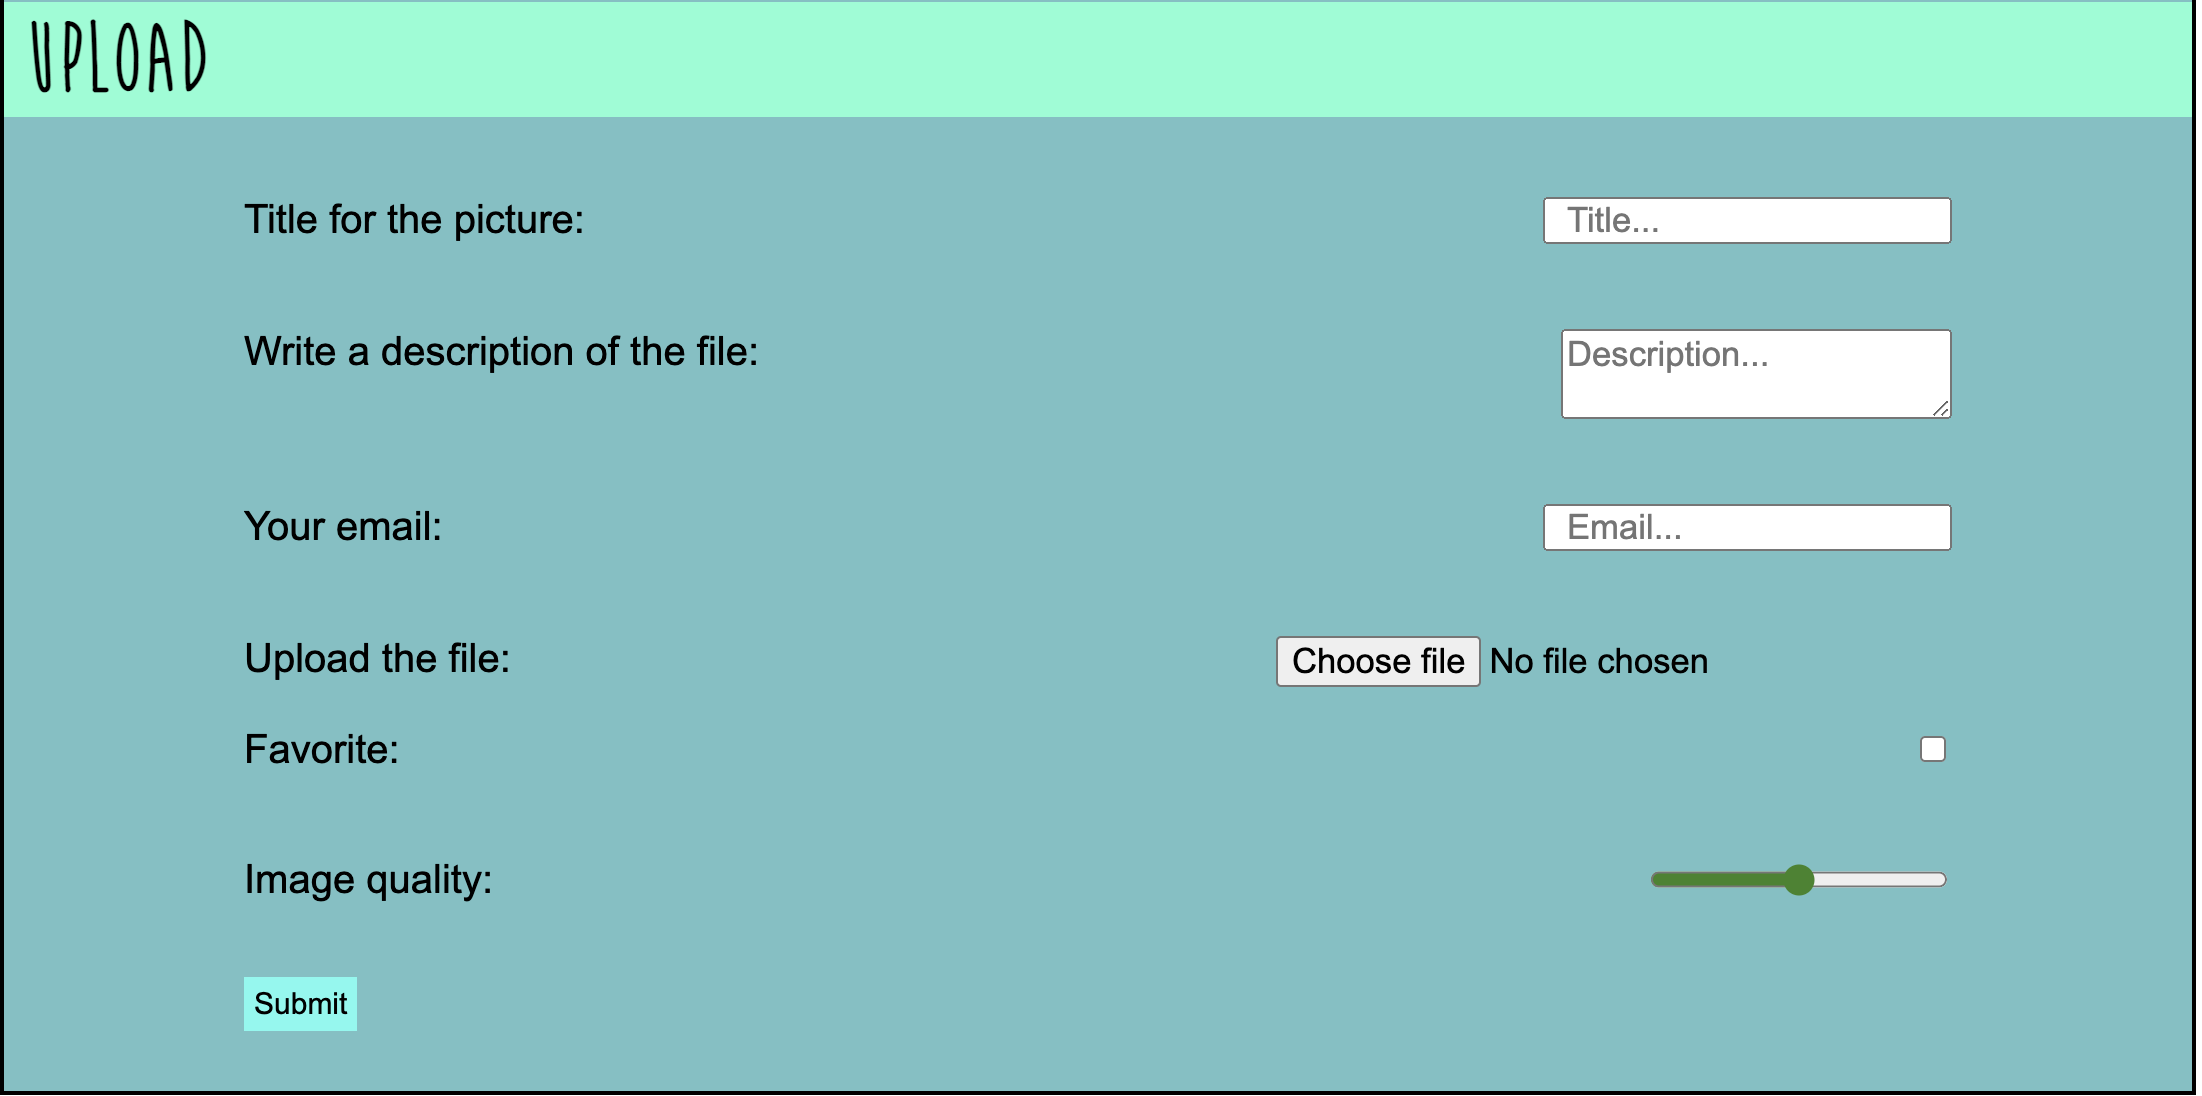 UPLOAD
Title for the picture: Title...
Write a description of the file: Description...
Your email: Email...
Upload the file: Choose file No file chosen
Favorite:
Image quality:
Submit